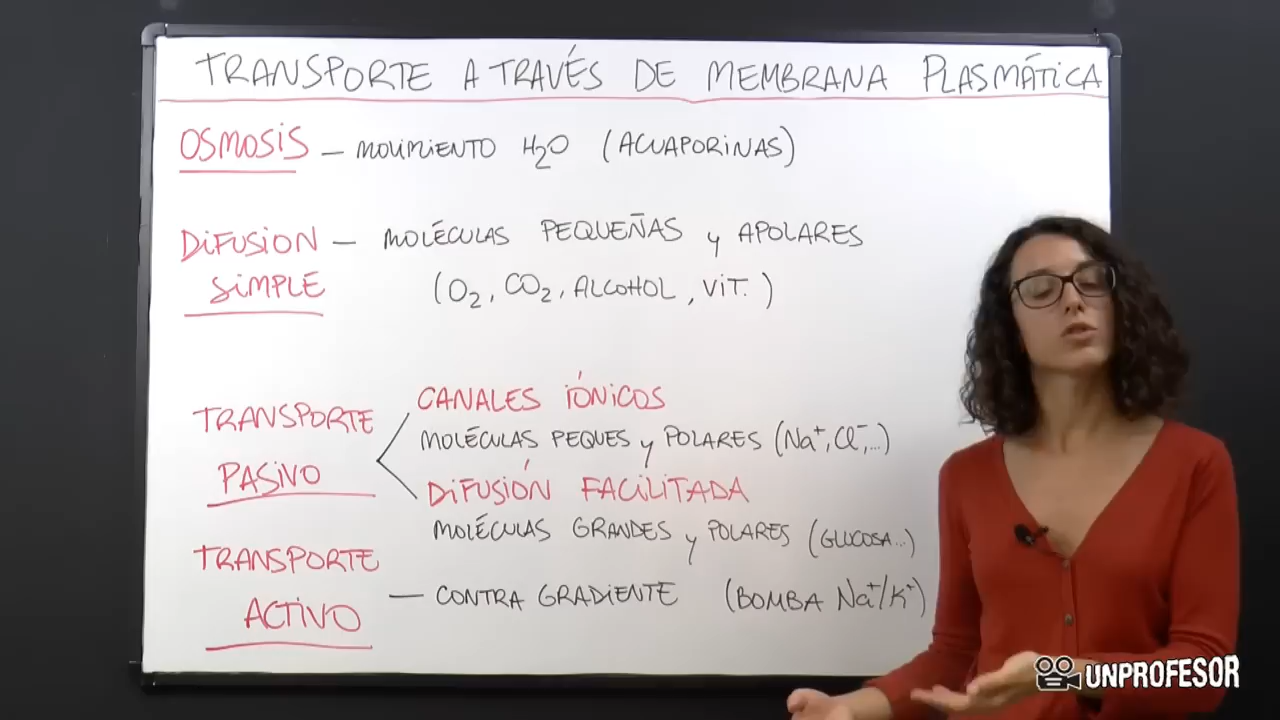 TRANSPORTE A TRAVÉS DE MEMBRANA PLASMÁTICA
OSMOSIS — MOVIMIENTO H₂O (ACUAPORINAS)
DIFUSION — MOLÉCULAS PEQUEÑAS y APOLARES
SIMPLE (O₂, CO₂, ALCOHOL, VIT.)
CANALES IÓNICOS
TRANSPORTE
MOLÉCULAS PEQUES y POLARES (Na⁺, Cl⁻,...)
PASIVO
DIFUSIÓN FACILITADA
MOLÉCULAS GRANDES y POLARES (GLUCOSA...)
TRANSPORTE
— CONTRA GRADIENTE (BOMBA Na⁺/K⁺)
ACTIVO
UNPROFESOR